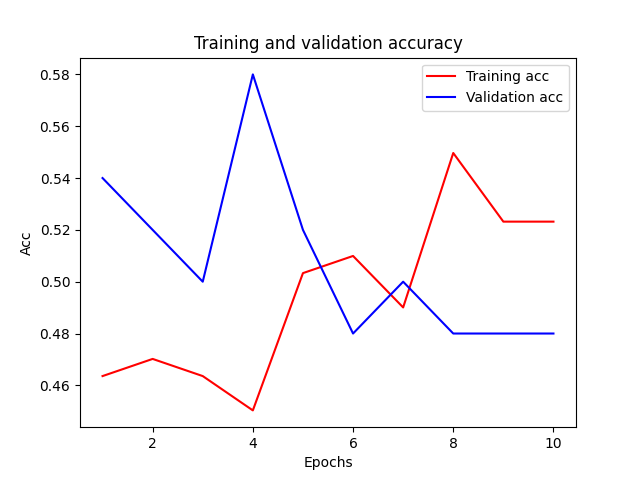 Training and validation accuracy
Training acc
Validation acc
0.58
0.56
0.54
0.52
0.50
0.48
0.46
Acc
2
4
6
8
10
Epochs